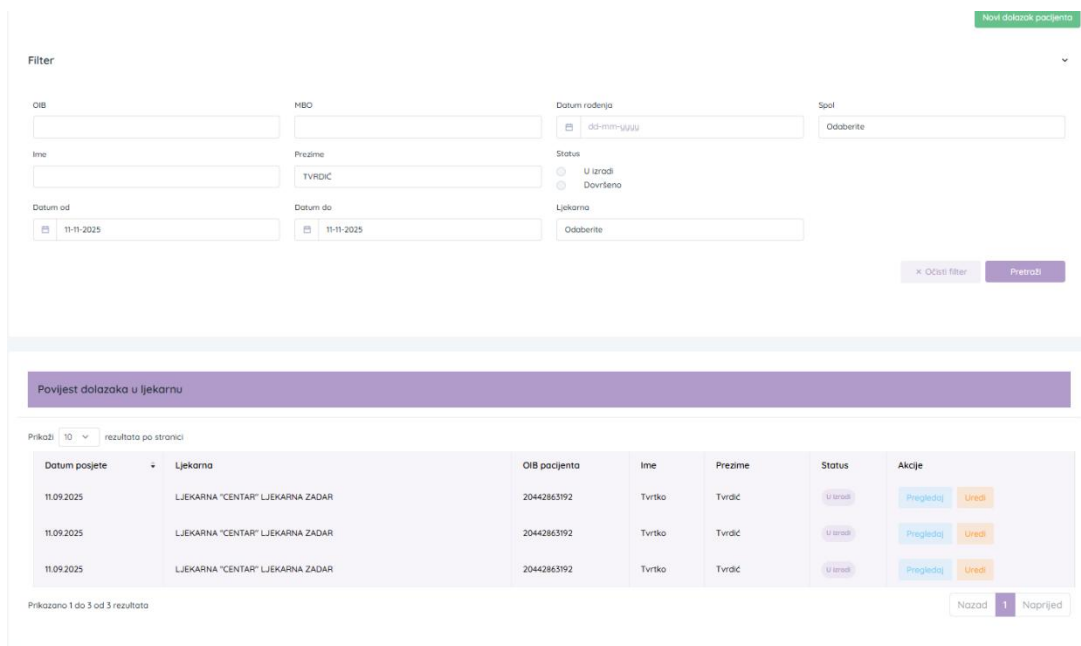 Novi dolazak pacijenta
Filter
OIB MBO Datum rođenja Spol
dd-mm-yyyy Odaberite
Ime Prezime Status
TVRDIĆ U izradi
Dovršeno
Datum od Datum do Ljekarna
11-11-2025 11-11-2025 Odaberite
× Očisti filter Pretraži
Povijest dolazaka u ljekarnu
Prikaži 10 rezultata po stranici
Datum posjete Ljekarna OIB pacijenta Ime Prezime Status Akcije
11.09.2025 LJEKARNA "CENTAR" LJEKARNA ZADAR 20442863192 Tvrtko Tvrdić U izradi Pregledaj Uredi
11.09.2025 LJEKARNA "CENTAR" LJEKARNA ZADAR 20442863192 Tvrtko Tvrdić U izradi Pregledaj Uredi
11.09.2025 LJEKARNA "CENTAR" LJEKARNA ZADAR 20442863192 Tvrtko Tvrdić U izradi Pregledaj Uredi
Prikazano 1 do 3 od 3 rezultata Nazad 1 Naprijed